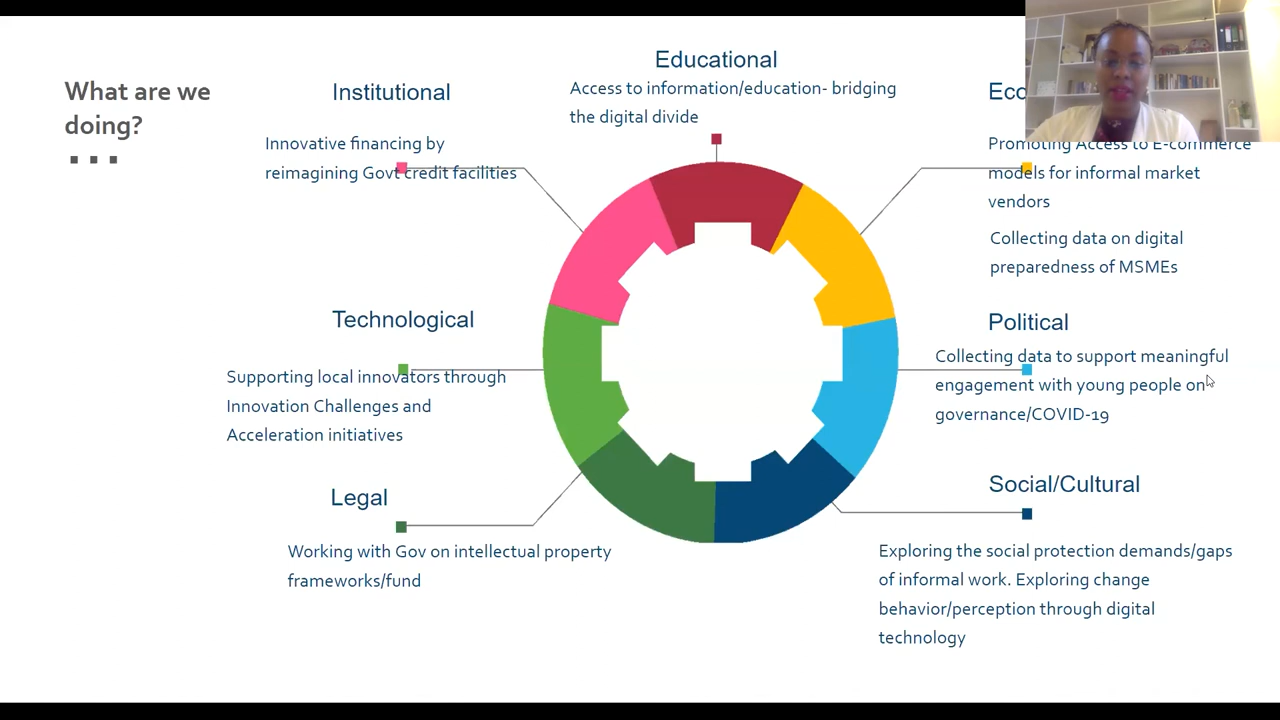 What are we
doing?
Institutional
Innovative financing by
reimagining Govt credit facilities
Educational
Access to information/education- bridging
the digital divide
Promoting Access to E-commerce
models for informal market
vendors
Collecting data on digital
preparedness of MSMEs
Technological
Supporting local innovators through
Innovation Challenges and
Acceleration initiatives
Political
Collecting data to support meaningful
engagement with young people on
governance/COVID-19
Legal
Working with Gov on intellectual property
frameworks/fund
Social/Cultural
Exploring the social protection demands/gaps
of informal work. Exploring change
behavior/perception through digital
technology